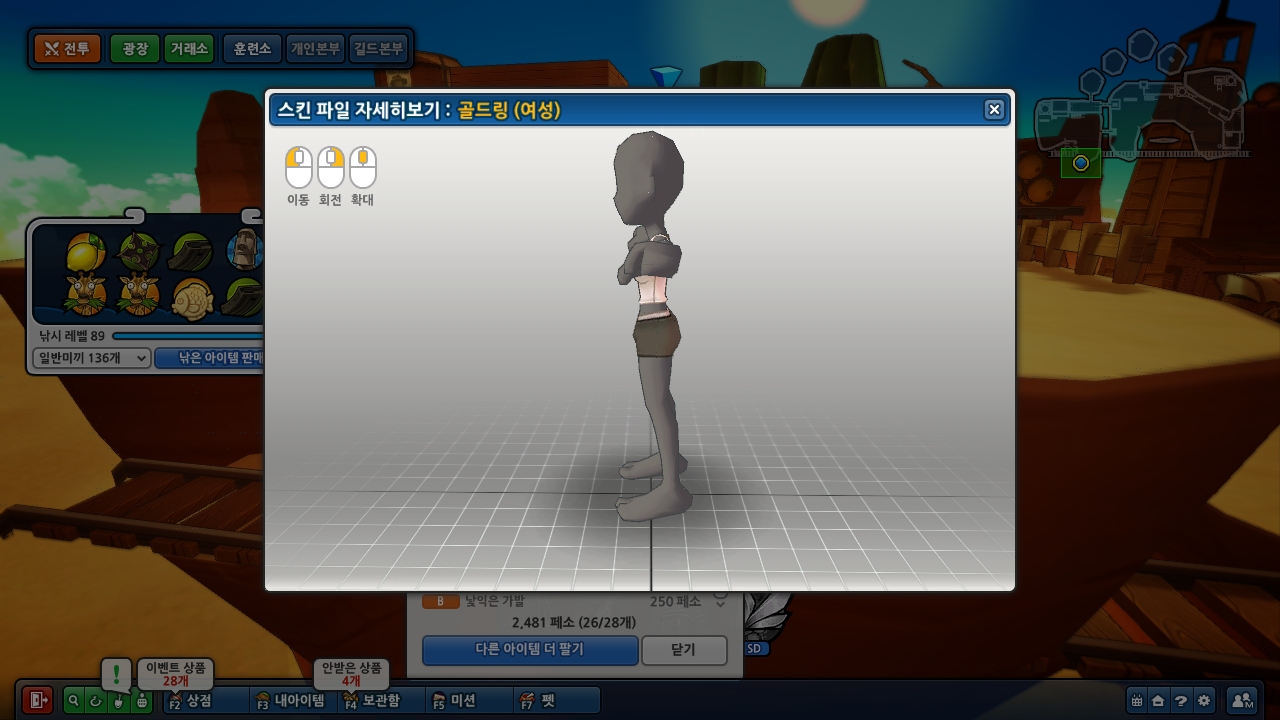 전투 광장 거래소 훈련소 개인본부 길드본부
스킨 파일 자세히보기 : 골드링 (여성)
이동 회전 확대
낚시 레벨 89
일반미끼 136개 낚은 아이템 판매
B 낯익은 가발 250 페소
2,481 페소 (26/28개)
다른 아이템 더 팔기 닫기
SD
이벤트 상품
28개
안받은 상품
4개
F2 상점 F3 내아이템 F4 보관함 F5 미션 F7 펫
M